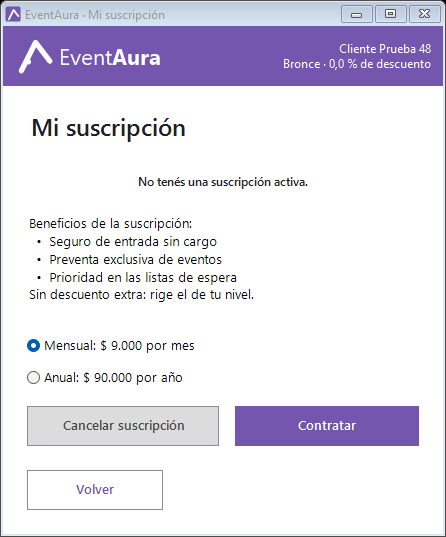 EventAura · Mi suscripción
EventAura
Cliente Prueba 48
Bronce · 0,0 % de descuento
Mi suscripción
No tenés una suscripción activa.
Beneficios de la suscripción:
• Seguro de entrada sin cargo
• Preventa exclusiva de eventos
• Prioridad en las listas de espera
Sin descuento extra: rige el de tu nivel.
Mensual: $ 9.000 por mes
Anual: $ 90.000 por año
Cancelar suscripción
Contratar
Volver